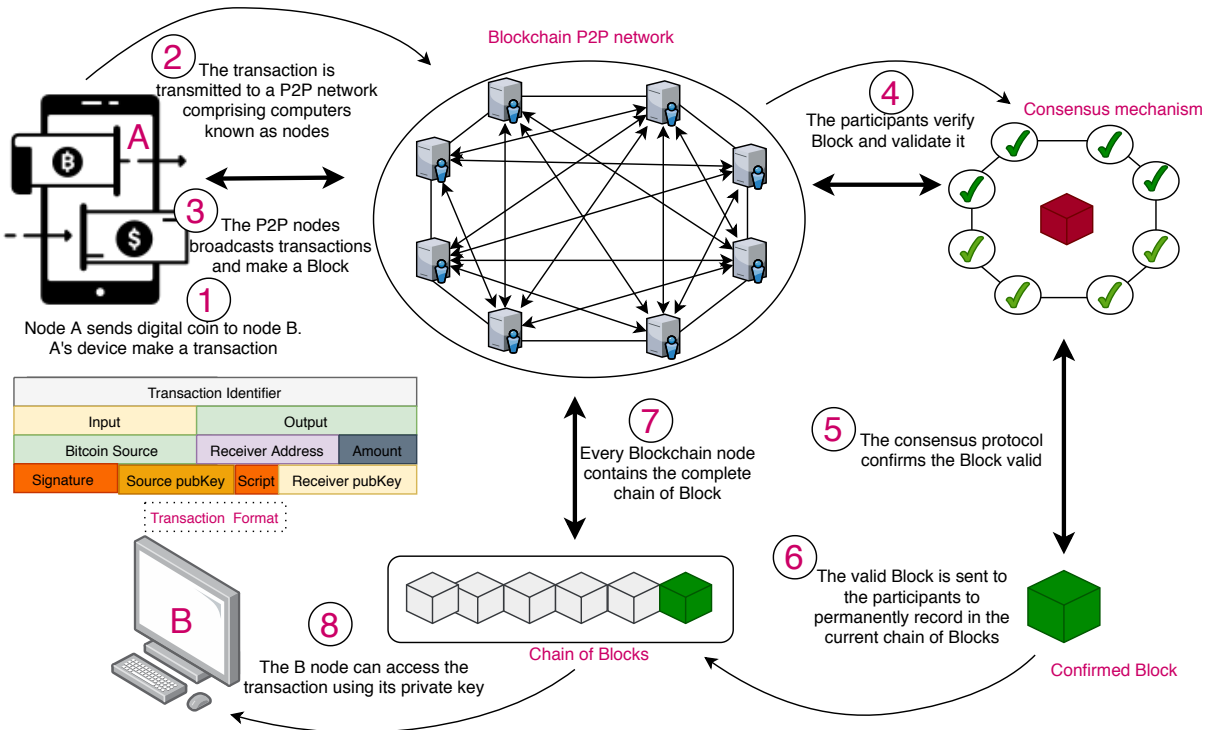 Blockchain P2P network
2
The transaction is
transmitted to a P2P network
comprising computers
known as nodes
A
₿
$
3
The P2P nodes
broadcasts transactions
and make a Block
1
Node A sends digital coin to node B.
A's device make a transaction
4
The participants verify
Block and validate it
Consensus mechanism
Transaction Identifier
Input Output
Bitcoin Source Receiver Address Amount
Signature Source pubKey Script Receiver pubKey
Transaction Format
5
The consensus protocol
confirms the Block valid
6
The valid Block is sent to
the participants to
permanently record in the
current chain of Blocks
Confirmed Block
7
Every Blockchain node
contains the complete
chain of Block
Chain of Blocks
8
The B node can access the
transaction using its private key
B